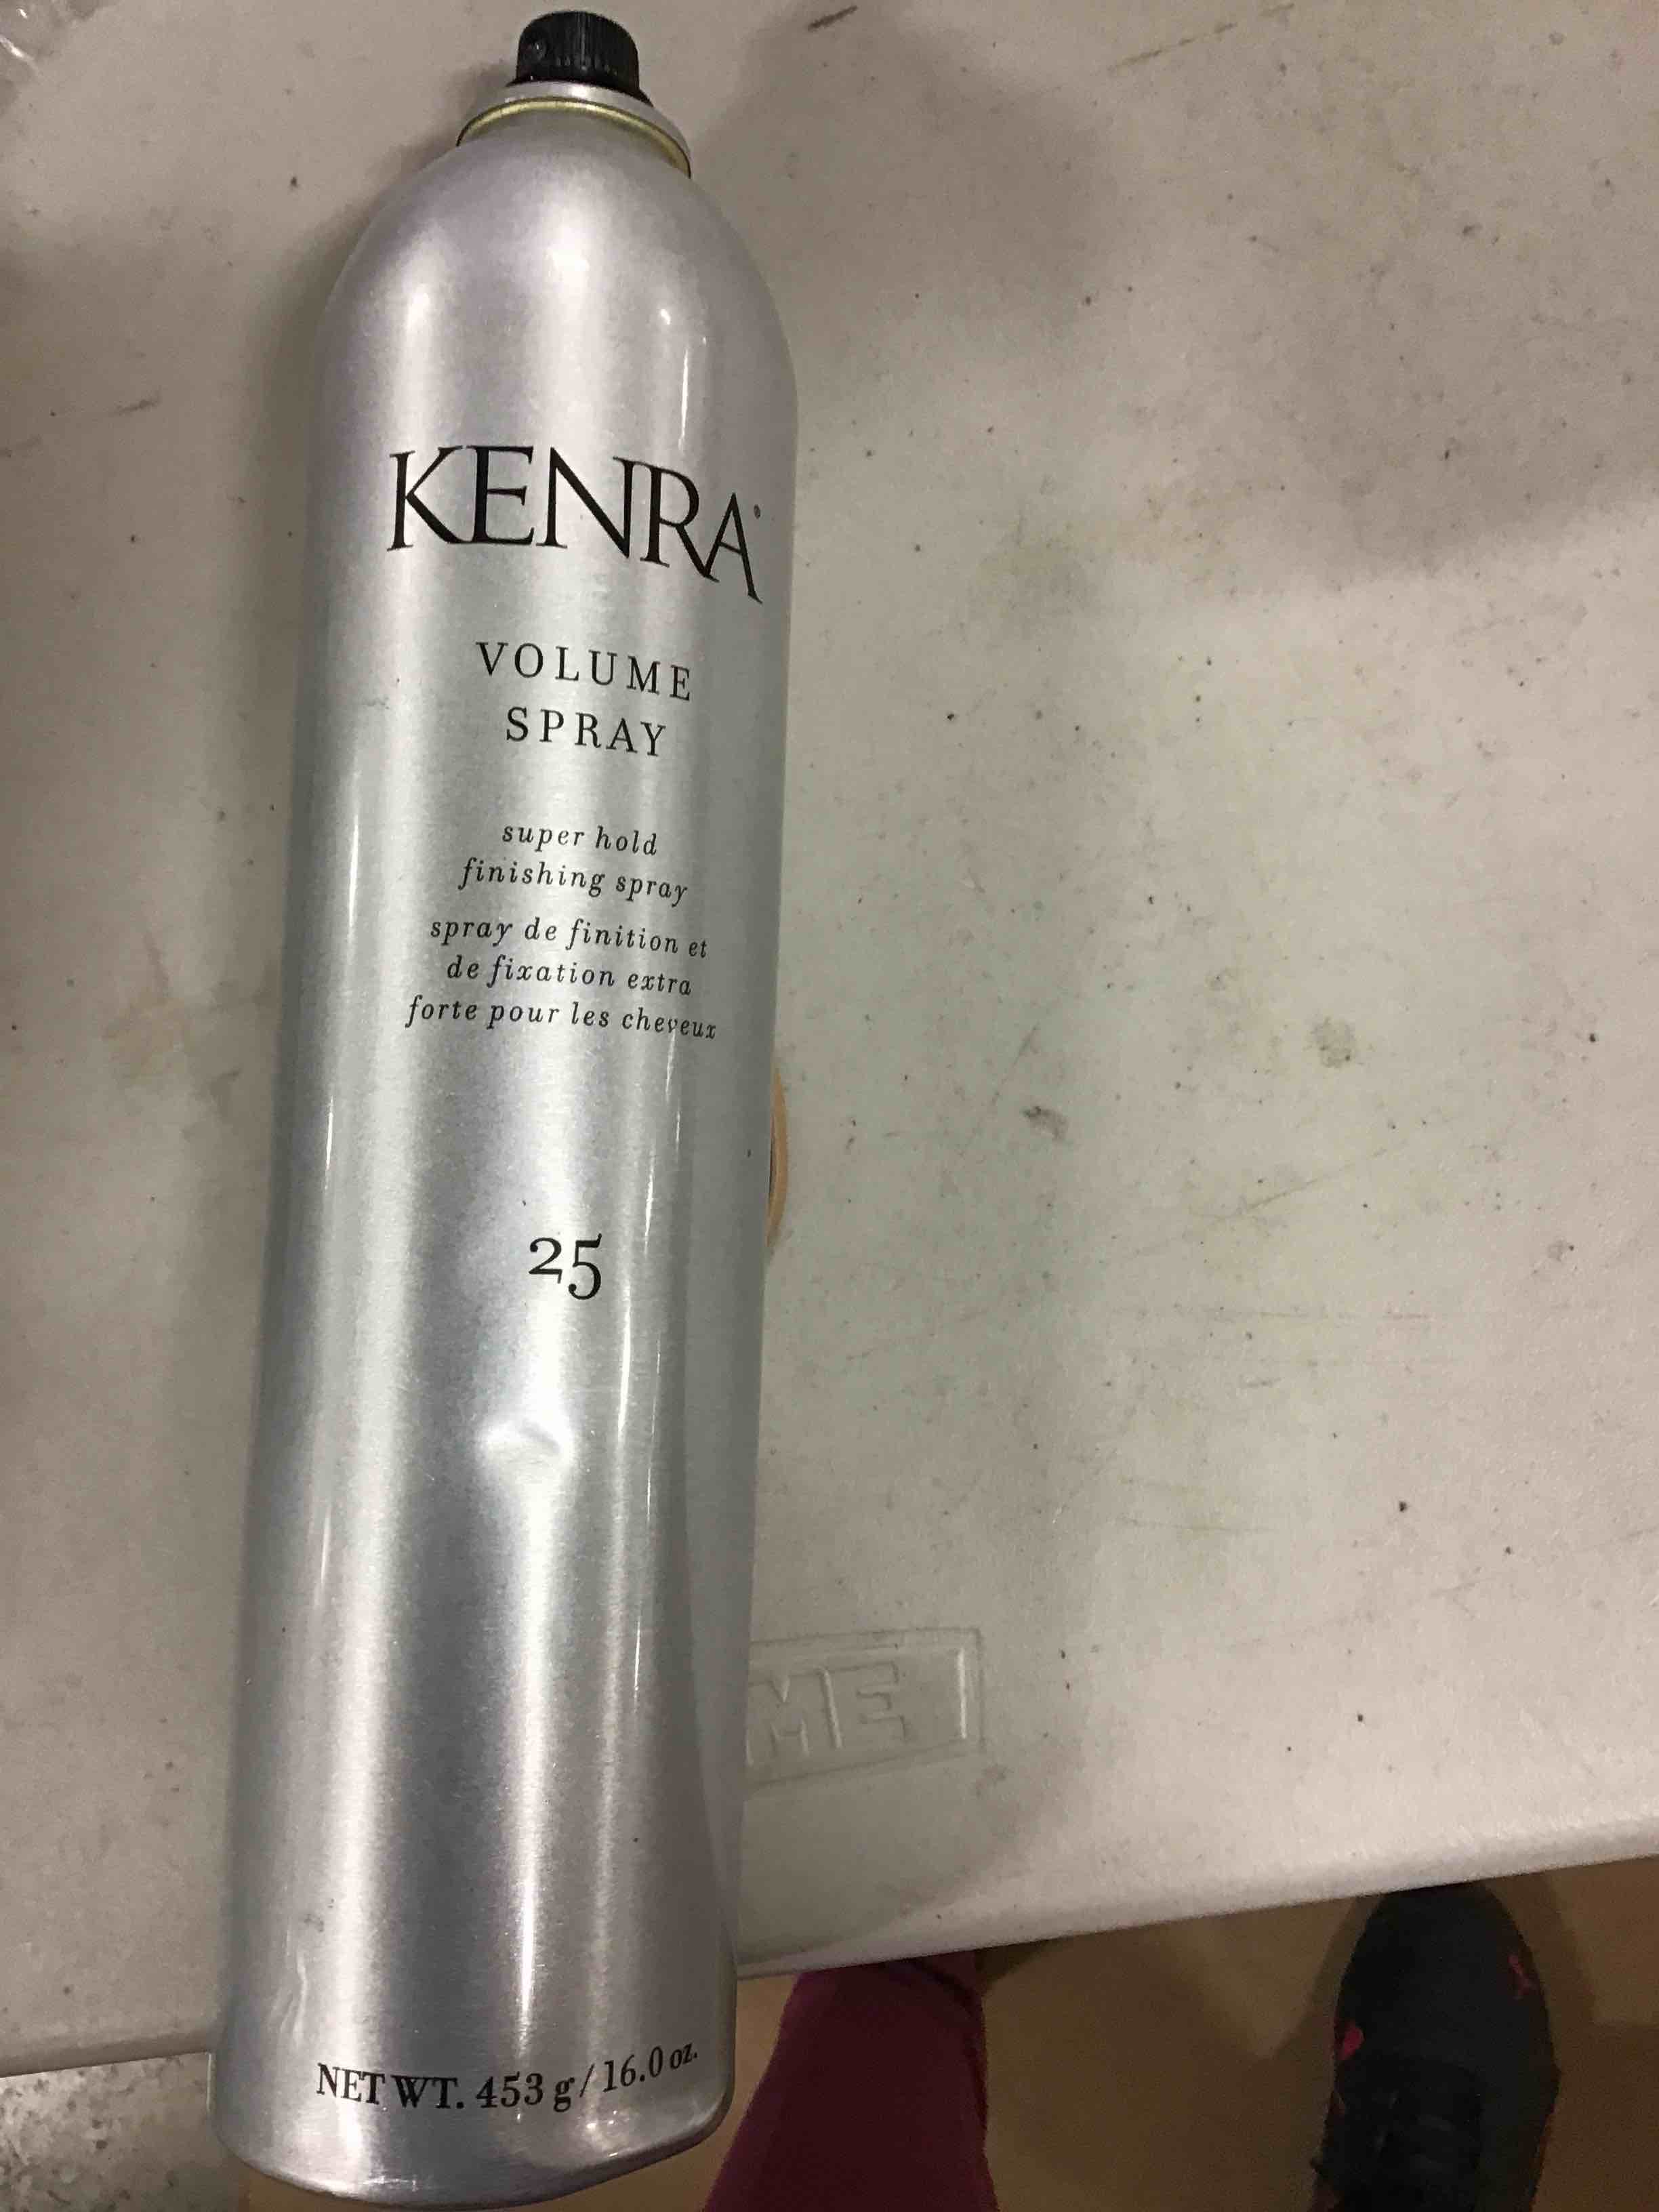 KENRA
VOLUME
SPRAY
super hold
finishing spray
spray de finition et
de fixation extra
forte pour les cheveux
25
NET WT. 453 g / 16.0 oz.
ME